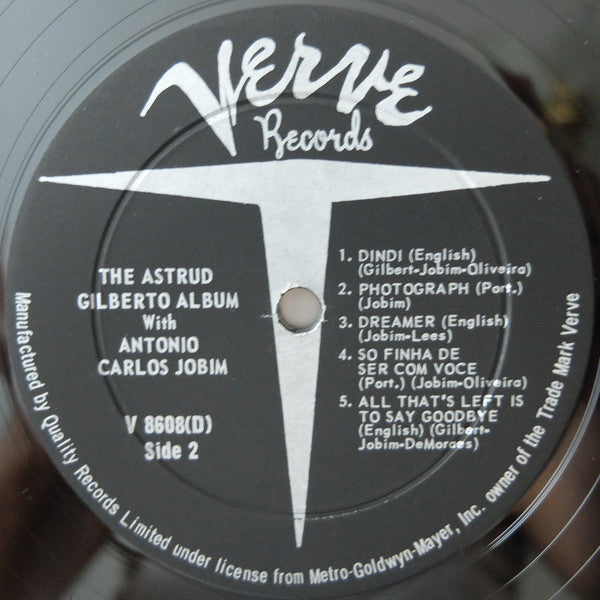 Verve
Records
THE ASTRUD
GILBERTO ALBUM
With
ANTONIO
CARLOS JOBIM
V 8608(D)
Side 2
1. DINDI (English)
(Gilbert-Jobim-Oliveira)
2. PHOTOGRAPH (Port.)
(Jobim)
3. DREAMER (English)
(Jobim-Lees)
4. SO FINHA DE
SER COM VOCE
(Port.) (Jobim-Oliveira)
5. ALL THAT'S LEFT IS
TO SAY GOODBYE
(English) (Gilbert-
Jobim-DeMoraes)
Manufactured by Quality Records Limited under license from Metro-Goldwyn-Mayer, Inc. owner of the Trade Mark Verve